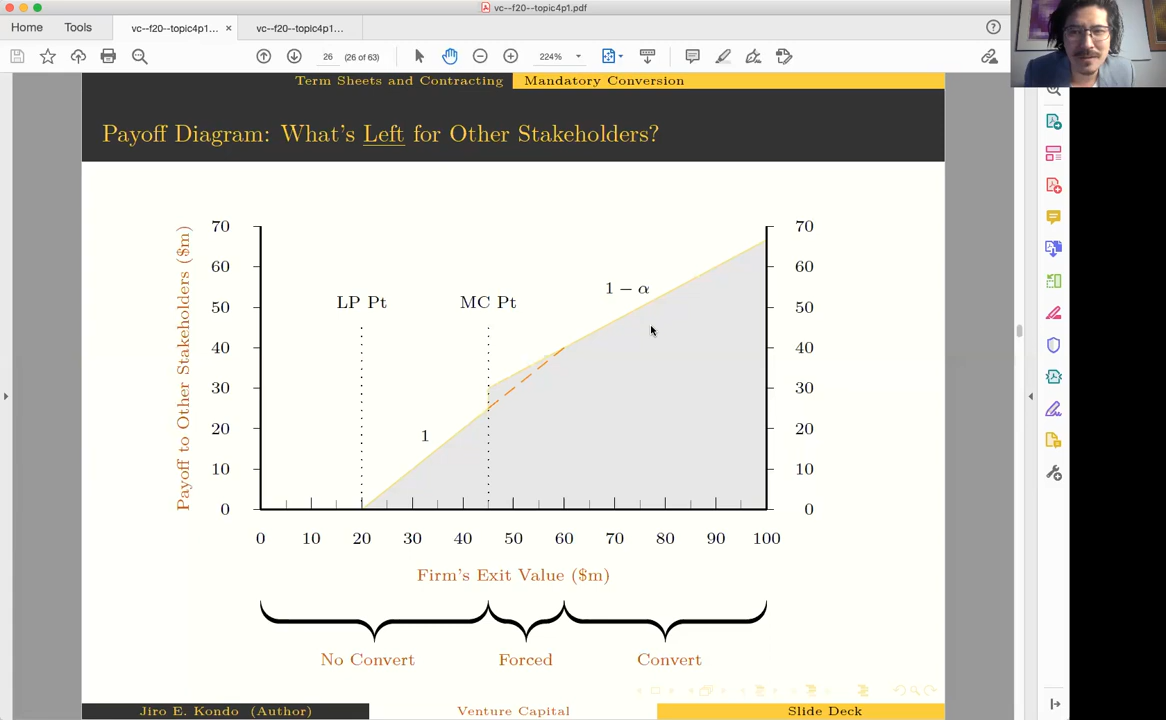 vc--f20--topic4p1.pdf
Home Tools vc--f20--topic4p1... × vc--f20--topic4p1...
26 (26 of 63) 224%
Term Sheets and Contracting Mandatory Conversion
Payoff Diagram: What's Left for Other Stakeholders?
Payoff to Other Stakeholders ($m)
70 70
60 60
1 − α
LP Pt MC Pt
50 50
40 40
30 30
1
20 20
10 10
0 0
0 10 20 30 40 50 60 70 80 90 100
Firm's Exit Value ($m)
No Convert Forced Convert
Jiro E. Kondo (Author) Venture Capital Slide Deck